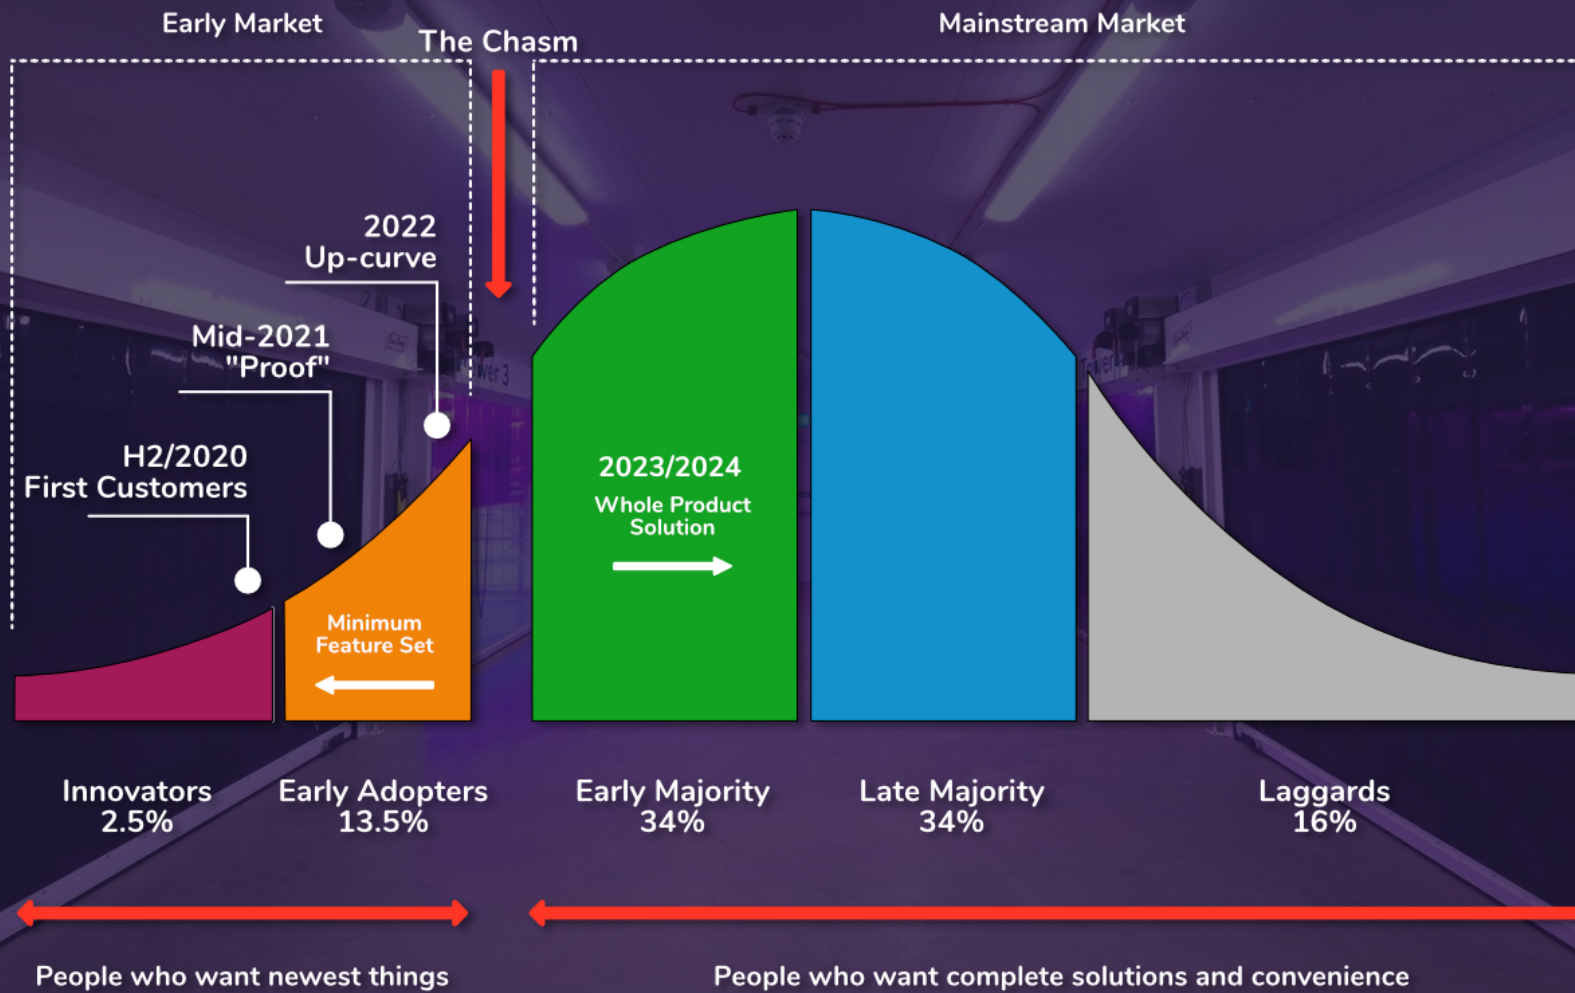 Early Market
The Chasm
Mainstream Market
2022
Up-curve
Mid-2021
"Proof"
H2/2020
First Customers
Minimum
Feature Set
2023/2024
Whole Product
Solution
Innovators
2.5%
Early Adopters
13.5%
Early Majority
34%
Late Majority
34%
Laggards
16%
People who want newest things
People who want complete solutions and convenience